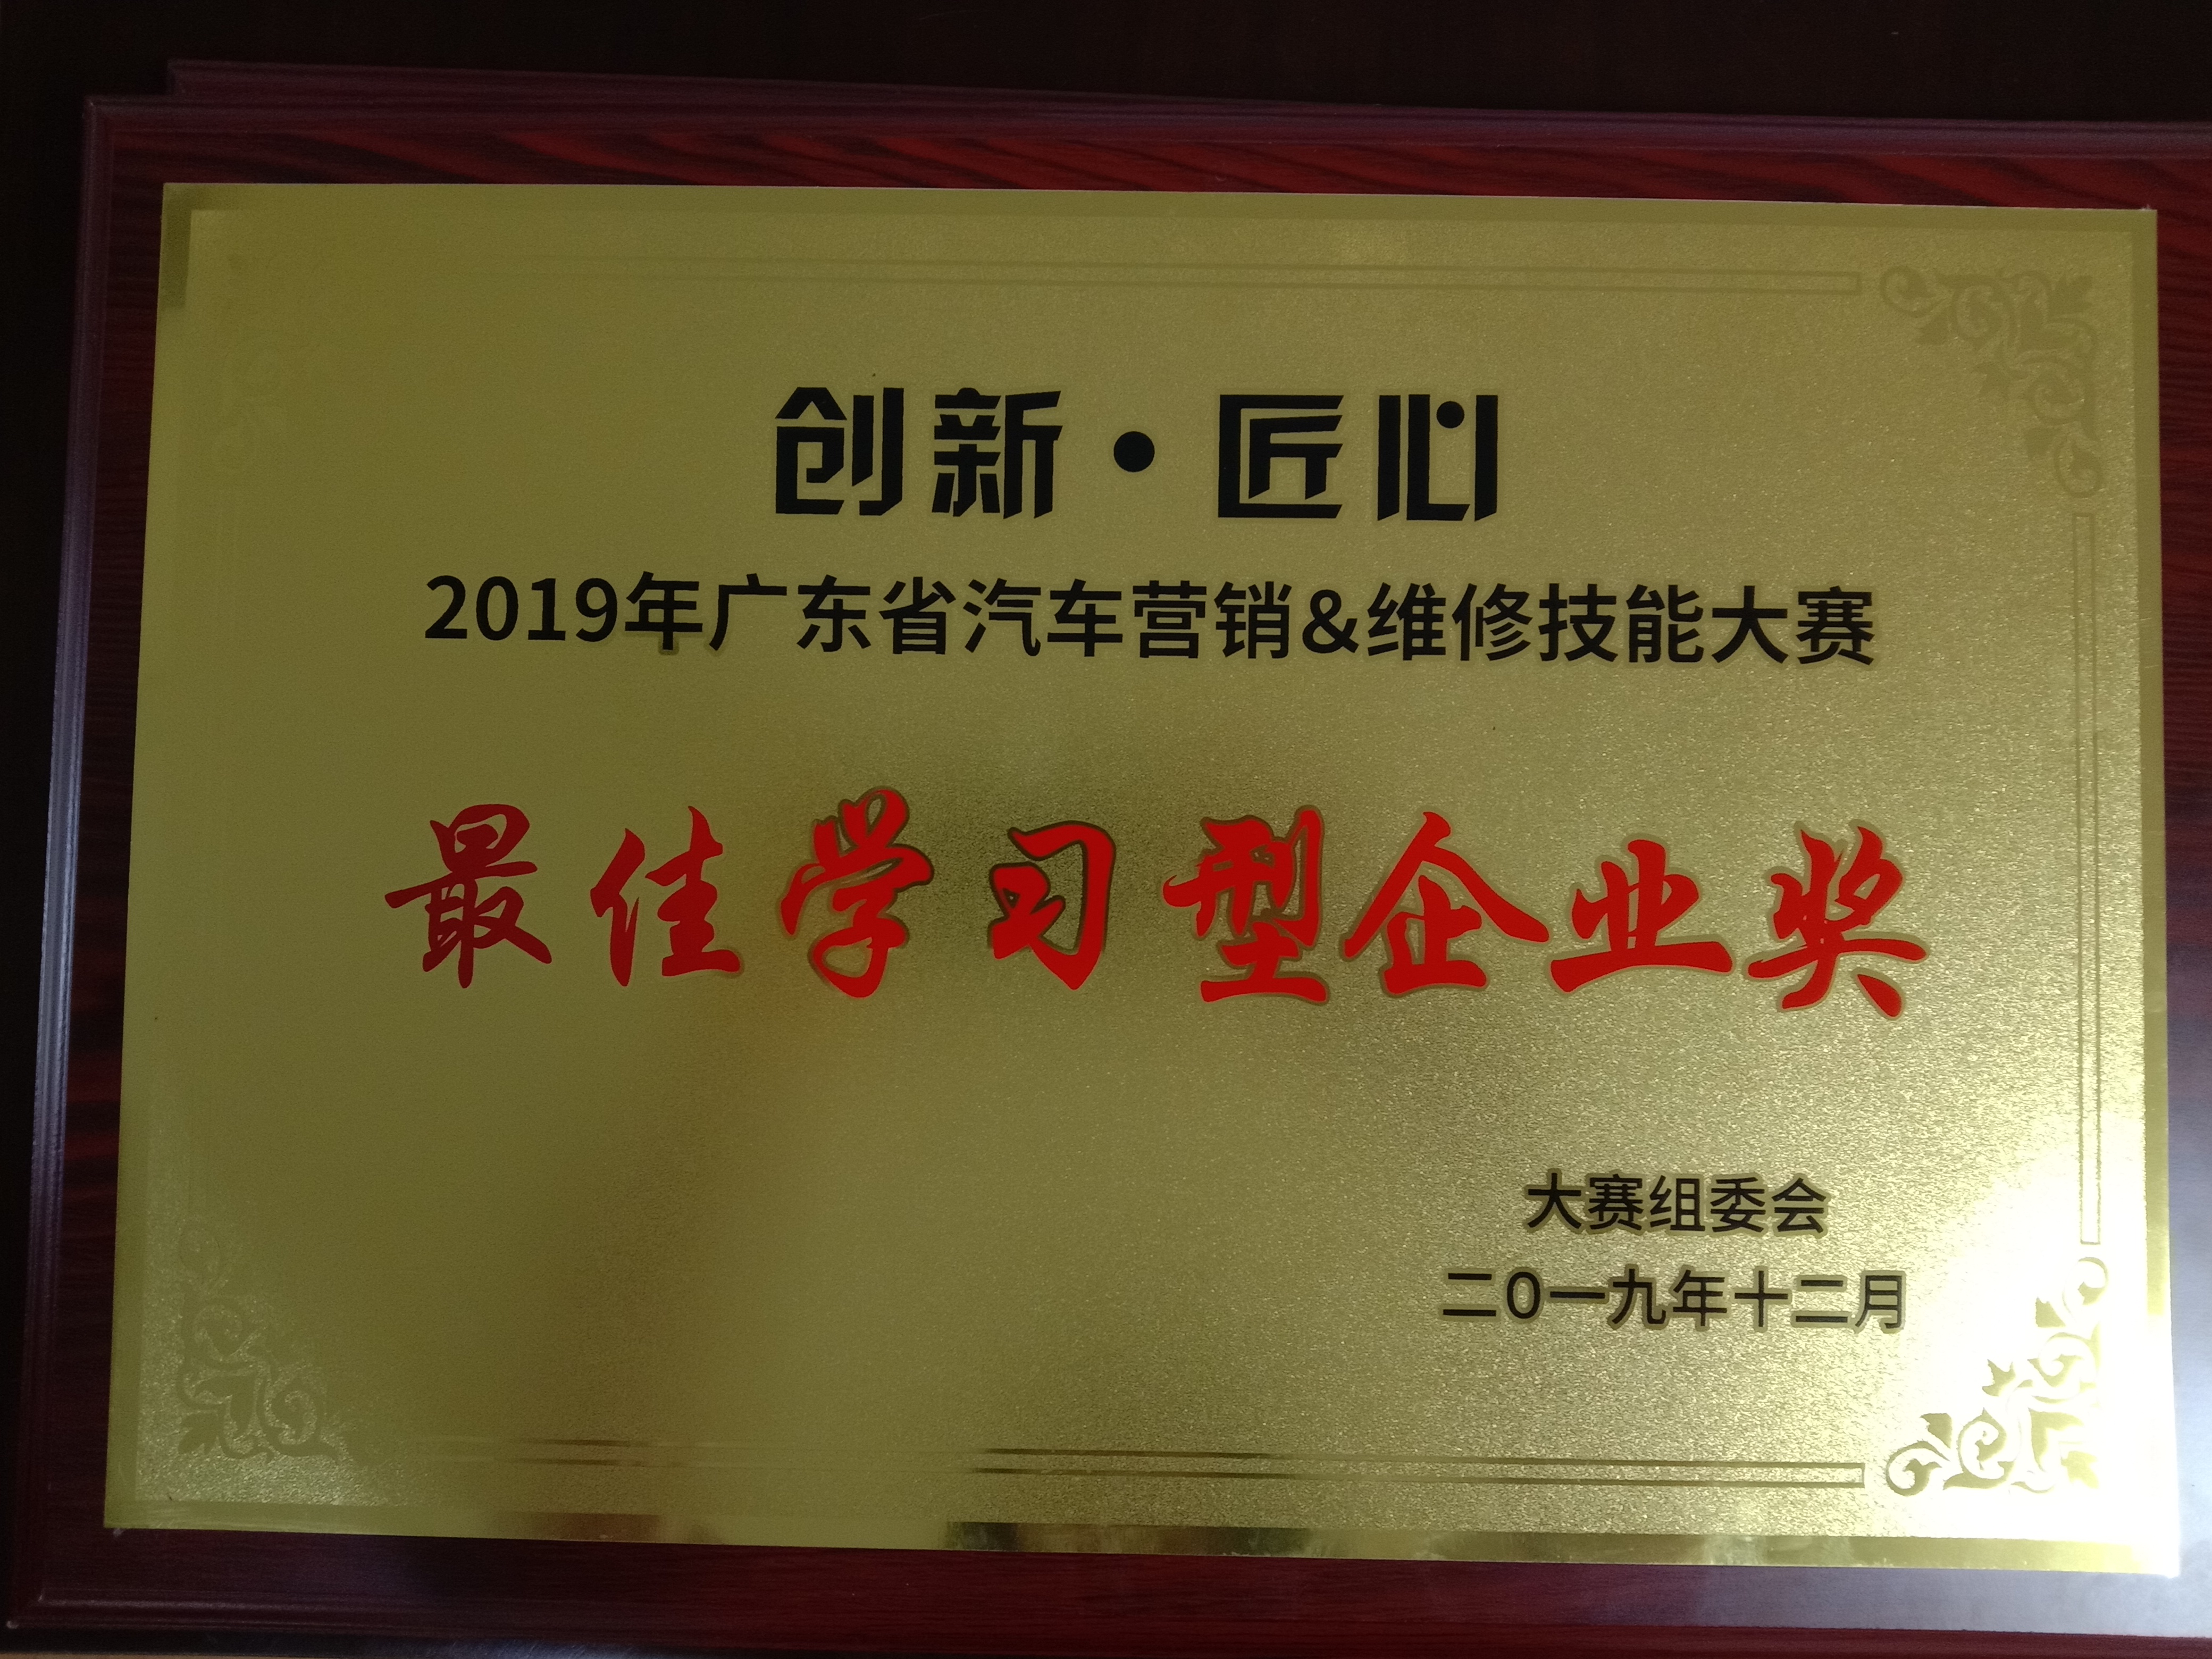 创新·匠心
2019年广东省汽车营销&维修技能大赛
最佳学习型企业奖
大赛组委会
二0一九年十二月